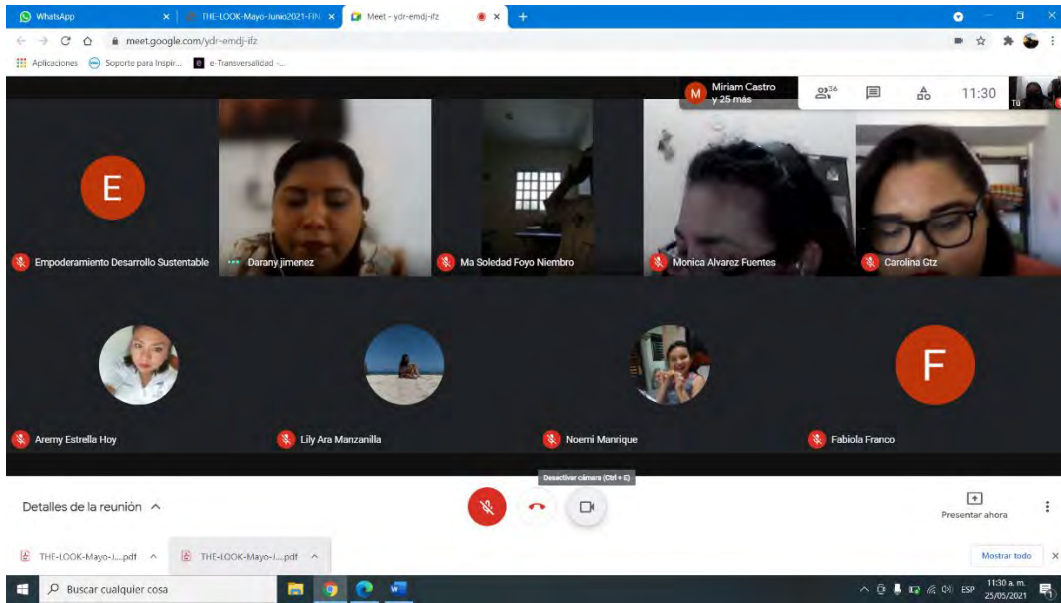 WhatsApp
THE-LOOK-Mayo-Junio2021-FIN
Meet - ydr-emdj-ifz
meet.google.com/ydr-emdj-ifz
Aplicaciones
Soporte para Inspir...
e-Transversalidad -...
M
Miriam Castro
y 25 más
36
11:30
Tú
E
Empoderamiento Desarrollo Sustentable
Darany jimenez
Ma Soledad Foyo Niembro
Monica Alvarez Fuentes
Carolina Gtz
F
Aremy Estrella Hoy
Lily Ara Manzanilla
Noemi Manrique
Fabiola Franco
Desactivar cámara (Ctrl + E)
Detalles de la reunión
Presentar ahora
THE-LOOK-Mayo-J....pdf
THE-LOOK-Mayo-J....pdf
Mostrar todo
Buscar cualquier cosa
ESP
11:30 a. m.
25/05/2021